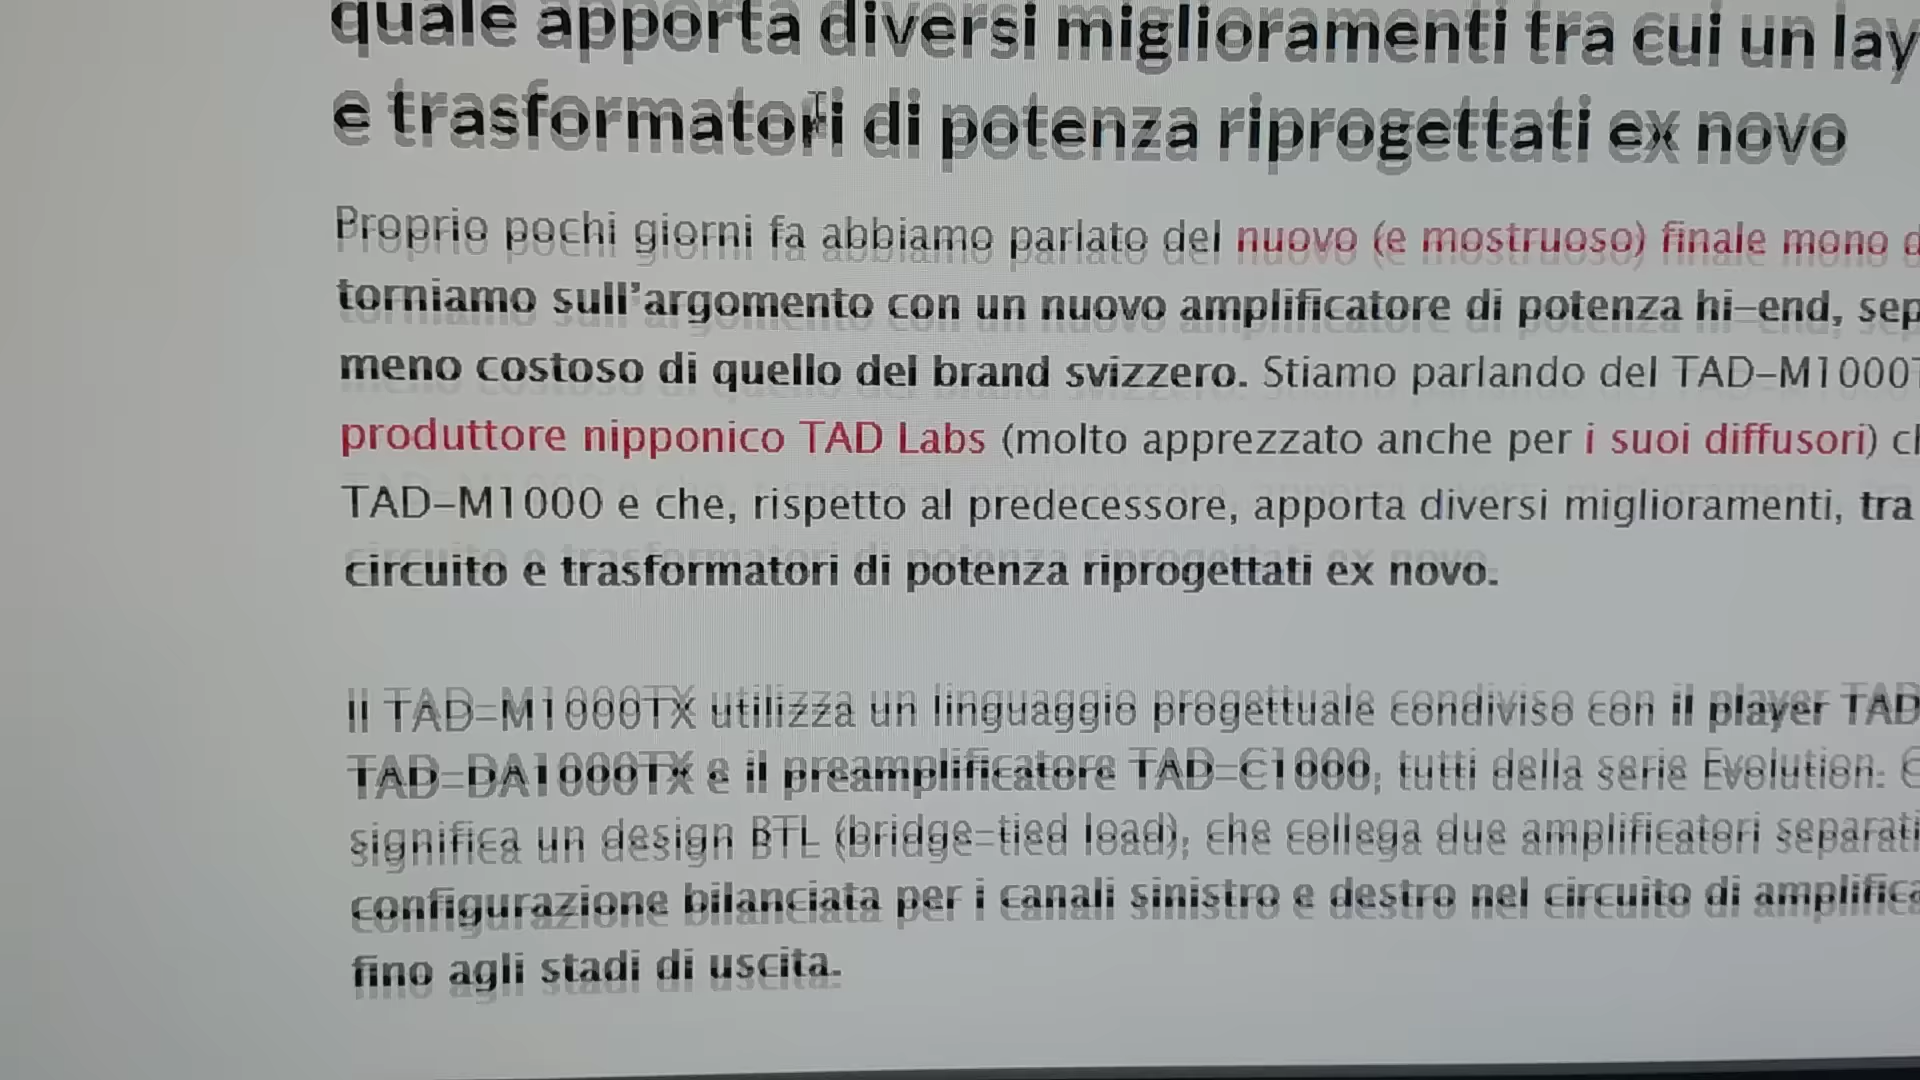 quale apporta diversi miglioramenti tra cui un lay
e trasformatori di potenza riprogettati ex novo
Proprio pochi giorni fa abbiamo parlato del nuovo (e mostruoso) finale mono d
torniamo sull'argomento con un nuovo amplificatore di potenza hi-end, sep
meno costoso di quello del brand svizzero. Stiamo parlando del TAD-M1000T
produttore nipponico TAD Labs (molto apprezzato anche per i suoi diffusori) ch
TAD-M1000 e che, rispetto al predecessore, apporta diversi miglioramenti, tra
circuito e trasformatori di potenza riprogettati ex novo.
Il TAD-M1000TX utilizza un linguaggio progettuale condiviso con il player TAD
TAD-DA1000TX e il preamplificatore TAD-C1000, tutti della serie Evolution.
significa un design BTL (bridge-tied load), che collega due amplificatori separati
configurazione bilanciata per i canali sinistro e destro nel circuito di amplifica
fino agli stadi di uscita.